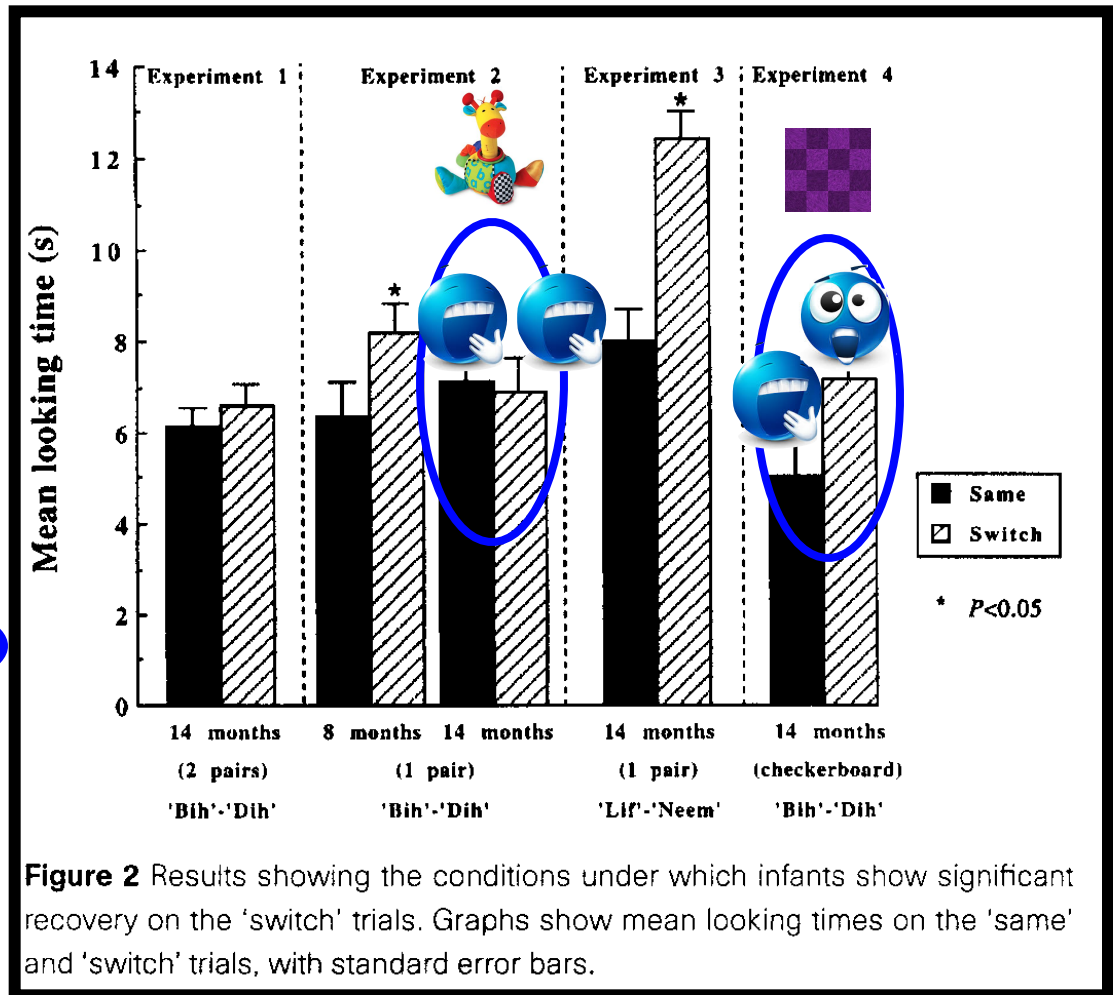 Experiment 1
Experiment 2
Experiment 3
Experiment 4
*
*
Mean looking time (s)
14
12
10
8
6
4
2
0
Same
Switch
* P<0.05
14 months
(2 pairs)
'Bih'-'Dih'
8 months 14 months
(1 pair)
'Bih'-'Dih'
14 months
(1 pair)
'Lif'-'Neem'
14 months
(checkerboard)
'Bih'-'Dih'
Figure 2 Results showing the conditions under which infants show significant
recovery on the 'switch' trials. Graphs show mean looking times on the 'same'
and 'switch' trials, with standard error bars.